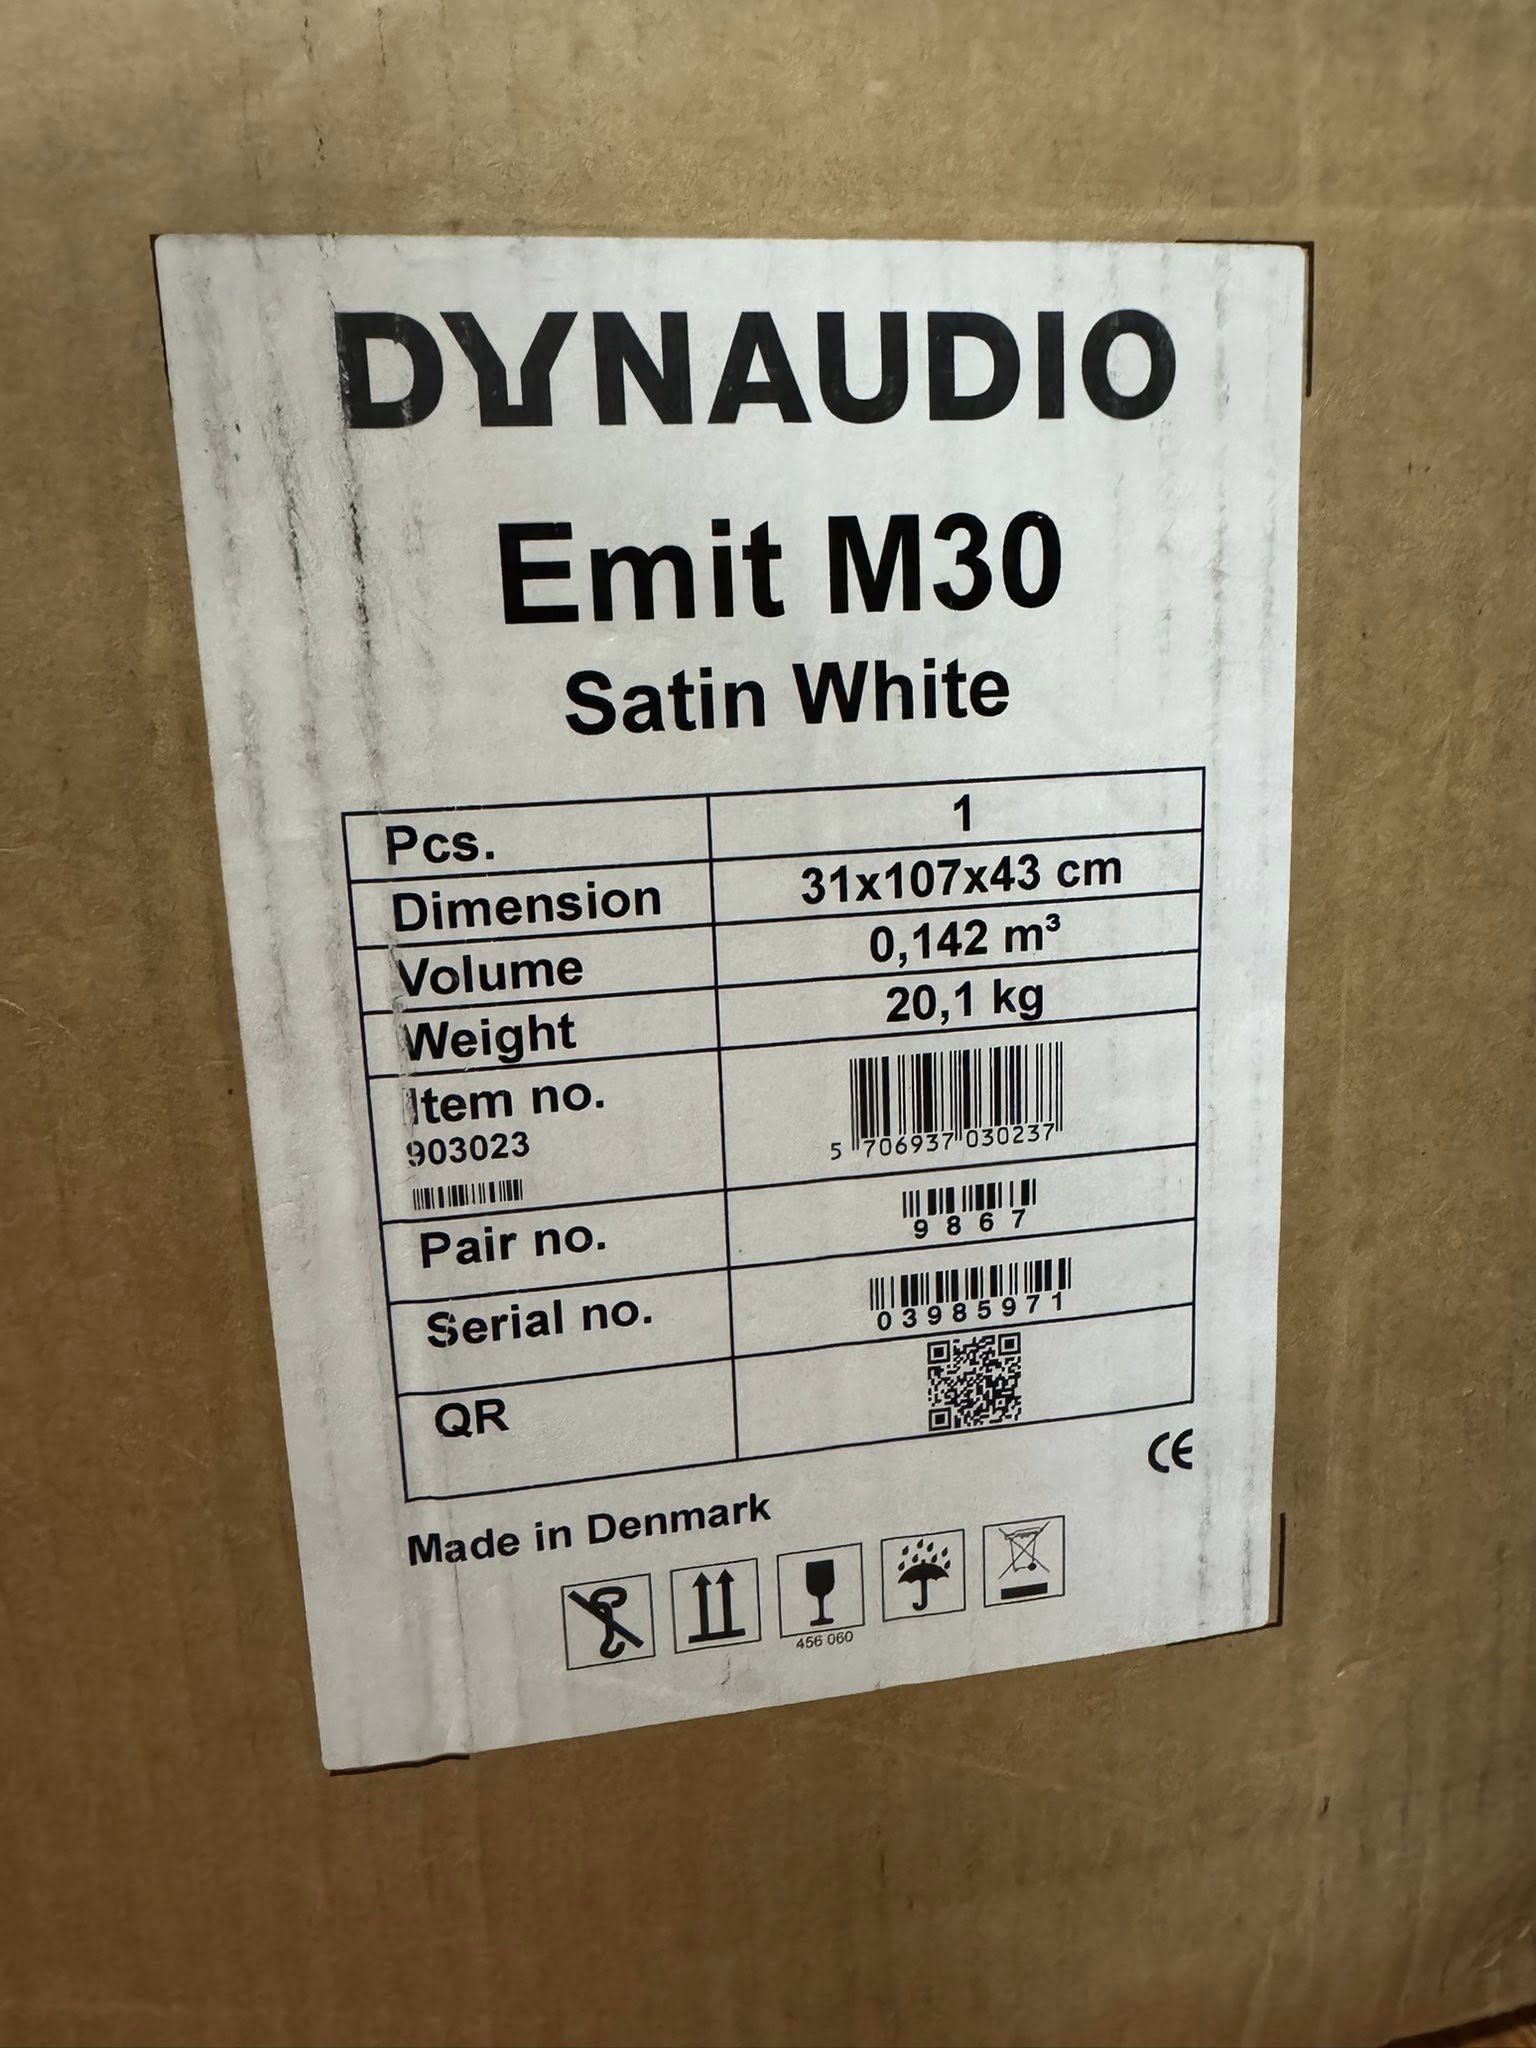 DYNAUDIO
Emit M30
Satin White
Pcs. 1
Dimension 31x107x43 cm
Volume 0,142 m³
Weight 20,1 kg
Item no.
903023
5 706937 030237
Pair no. 9867
Serial no. 03985971
QR
CE
Made in Denmark
456 060